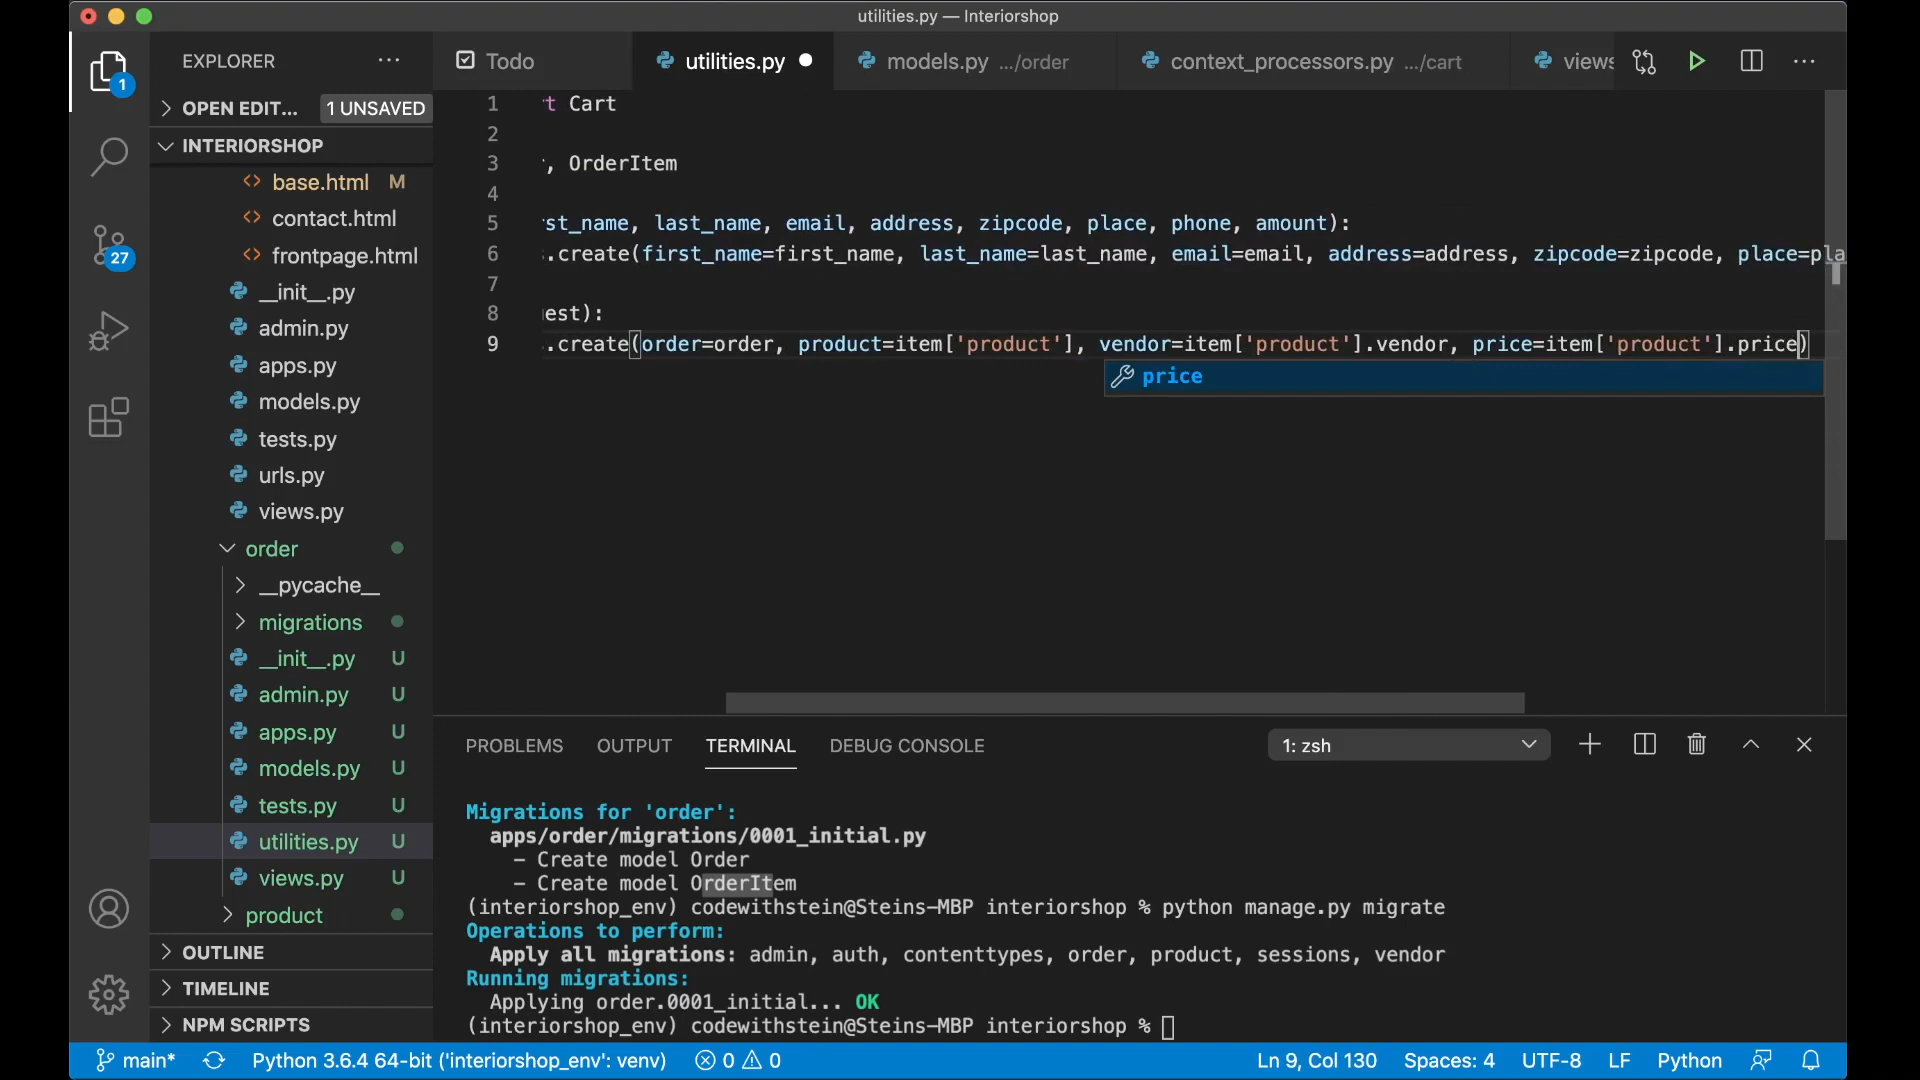 utilities.py — Interiorshop
EXPLORER
Todo
utilities.py
models.py .../order
context_processors.py .../cart
views
1
OPEN EDIT... 1 UNSAVED
INTERIORSHOP
base.html M
contact.html
frontpage.html
__init__.py
admin.py
apps.py
models.py
tests.py
urls.py
views.py
order
__pycache__
migrations
__init__.py U
admin.py U
apps.py U
models.py U
tests.py U
utilities.py U
views.py U
product
OUTLINE
TIMELINE
NPM SCRIPTS
27
1 t Cart
2
3 , OrderItem
4
5 st_name, last_name, email, address, zipcode, place, phone, amount):
6 .create(first_name=first_name, last_name=last_name, email=email, address=address, zipcode=zipcode, place=pla
7
8 est):
9 .create(order=order, product=item['product'], vendor=item['product'].vendor, price=item['product'].price)
price
PROBLEMS OUTPUT TERMINAL DEBUG CONSOLE 1: zsh
Migrations for 'order':
apps/order/migrations/0001_initial.py
- Create model Order
- Create model OrderItem
(interiorshop_env) codewithstein@Steins-MBP interiorshop % python manage.py migrate
Operations to perform:
Apply all migrations: admin, auth, contenttypes, order, product, sessions, vendor
Running migrations:
Applying order.0001_initial... OK
(interiorshop_env) codewithstein@Steins-MBP interiorshop %
main* Python 3.6.4 64-bit ('interiorshop_env': venv) 0 0 Ln 9, Col 130 Spaces: 4 UTF-8 LF Python